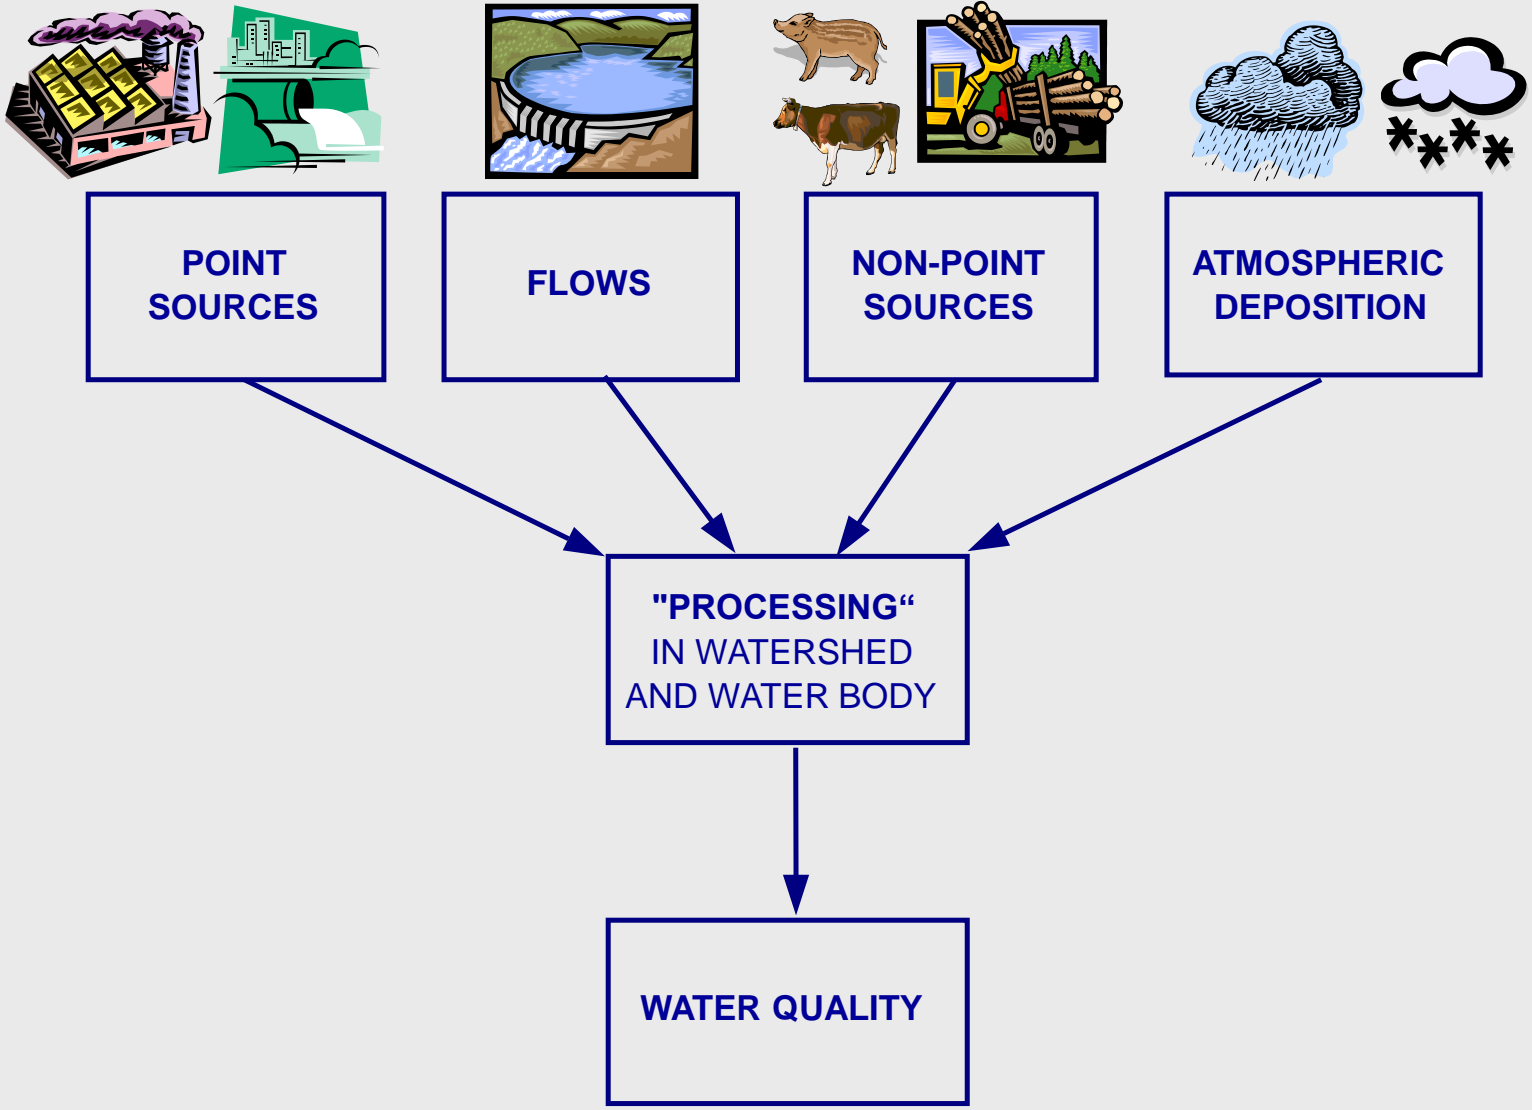 POINT
SOURCES
FLOWS
NON-POINT
SOURCES
ATMOSPHERIC
DEPOSITION
"PROCESSING“
IN WATERSHED
AND WATER BODY
WATER QUALITY